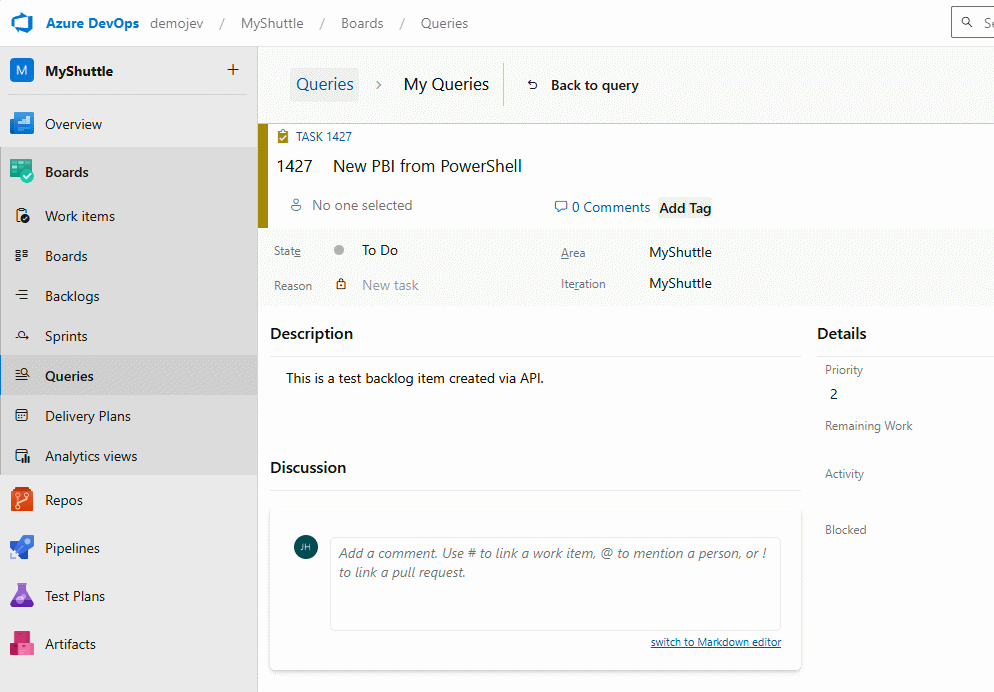 Azure DevOps demojev / MyShuttle / Boards / Queries
M MyShuttle +
Overview
Boards
Work items
Boards
Backlogs
Sprints
Queries
Delivery Plans
Analytics views
Repos
Pipelines
Test Plans
Artifacts
Queries > My Queries Back to query
TASK 1427
1427 New PBI from PowerShell
No one selected 0 Comments Add Tag
State To Do Area MyShuttle
Reason New task Iteration MyShuttle
Description
This is a test backlog item created via API.
Discussion
JH
Add a comment. Use # to link a work item, @ to mention a person, or !
to link a pull request.
switch to Markdown editor
Details
Priority
2
Remaining Work
Activity
Blocked